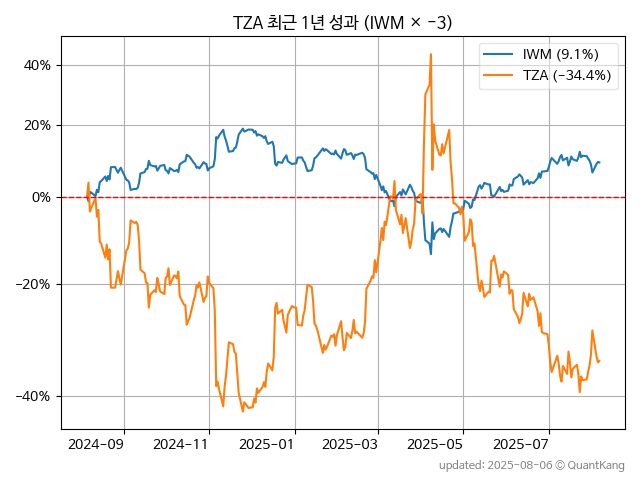 TZA 최근 1년 성과 (IWM × −3)
IWM (9.1%)
TZA (−34.4%)
40%
20%
0%
−20%
−40%
2024-09
2024-11
2025-01
2025-03
2025-05
2025-07
updated: 2025-08-06 © QuantKang